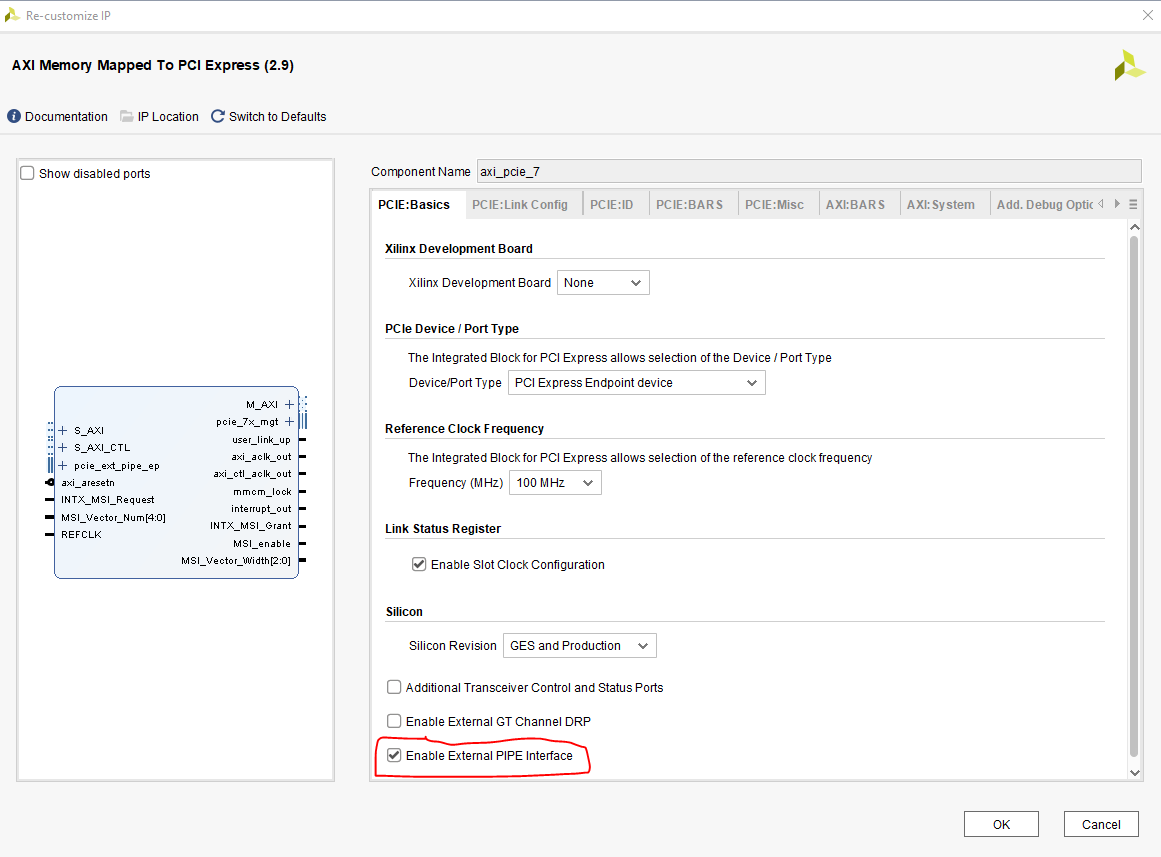 Re-customize IP
AXI Memory Mapped To PCI Express (2.9)
Documentation IP Location Switch to Defaults
Show disabled ports
S_AXI
S_AXI_CTL
pcie_ext_pipe_ep
axi_aresetn
INTX_MSI_Request
MSI_Vector_Num[4:0]
REFCLK
M_AXI
pcie_7x_mgt
user_link_up
axi_aclk_out
axi_ctl_aclk_out
mmcm_lock
interrupt_out
INTX_MSI_Grant
MSI_enable
MSI_Vector_Width[2:0]
Component Name axi_pcie_7
PCIE:Basics PCIE:Link Config PCIE:ID PCIE:BARS PCIE:Misc AXI:BARS AXI:System Add. Debug Optic
Xilinx Development Board
Xilinx Development Board None
PCIe Device / Port Type
The Integrated Block for PCI Express allows selection of the Device / Port Type
Device/Port Type PCI Express Endpoint device
Reference Clock Frequency
The Integrated Block for PCI Express allows selection of the reference clock frequency
Frequency (MHz) 100 MHz
Link Status Register
Enable Slot Clock Configuration
Silicon
Silicon Revision GES and Production
Additional Transceiver Control and Status Ports
Enable External GT Channel DRP
Enable External PIPE Interface
OK Cancel